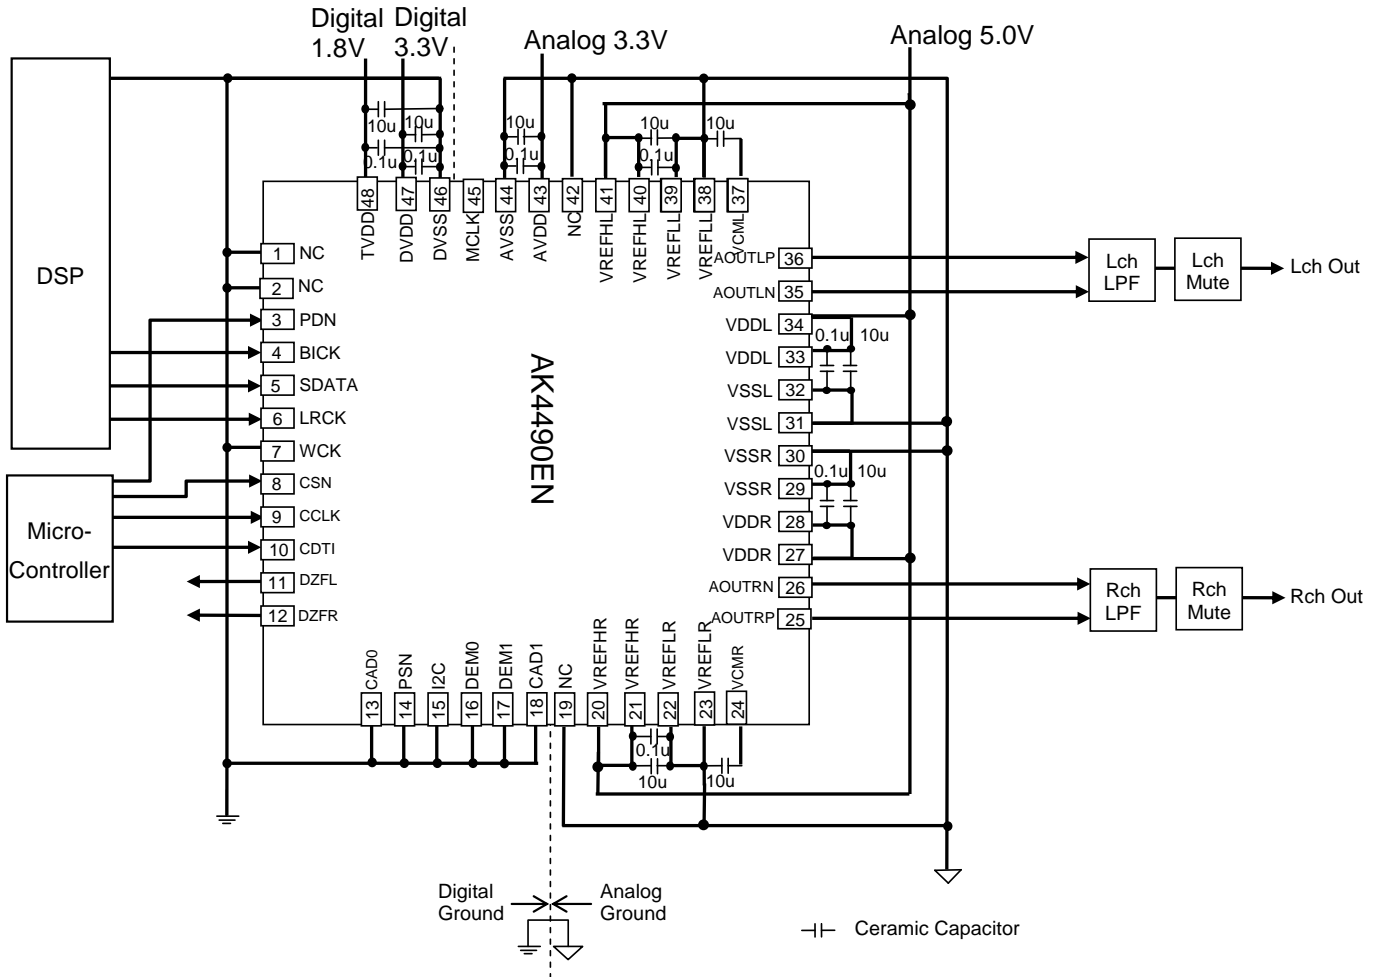 Digital Digital
1.8V 3.3V
Analog 3.3V
Analog 5.0V
DSP
10u
10u
0.1u
0.1u
10u
0.1u
10u
0.1u
10u
48 47 46 45 44 43 42 41 40 39 38 37
TVDD DVDD DVSS MCLK AVSS AVDD NC VREFHL VREFHL VREFLL VREFLL VCML
1 NC
2 NC
3 PDN
4 BICK
5 SDATA
6 LRCK
7 WCK
8 CSN
9 CCLK
10 CDTI
11 DZFL
12 DZFR
Micro-
Controller
AK4490EN
AOUTLP 36
AOUTLN 35
VDDL 34
VDDL 33
VSSL 32
VSSL 31
VSSR 30
VSSR 29
VDDR 28
VDDR 27
AOUTRN 26
AOUTRP 25
0.1u 10u
0.1u 10u
Lch
LPF
Lch
Mute
Lch Out
Rch
LPF
Rch
Mute
Rch Out
CAD0 PSN I2C DEM0 DEM1 CAD1 NC VREFHR VREFHR VREFLR VREFLR VCMR
13 14 15 16 17 18 19 20 21 22 23 24
0.1u
10u
10u
Digital
Ground
Analog
Ground
Ceramic Capacitor